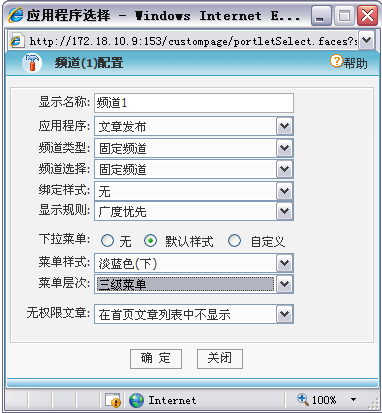 应用程序选择 - Windows Internet E...
http://172.18.10.9:153/custompage/portletSelect.faces?s
频道(1)配置
帮助
显示名称: 频道1
应用程序: 文章发布
频道类型: 固定频道
频道选择: 固定频道
绑定样式: 无
显示规则: 广度优先
下拉菜单: 无 默认样式 自定义
菜单样式: 淡蓝色(下)
菜单层次: 三级菜单
无权限文章: 在首页文章列表中不显示
确 定 关闭
Internet 100%